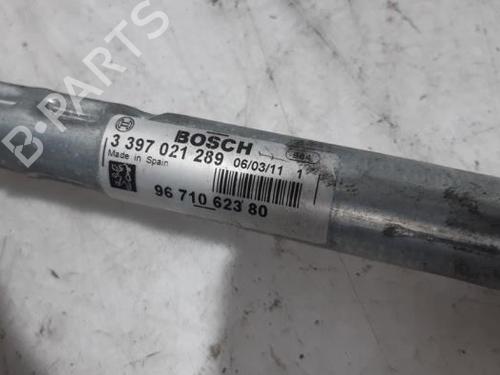 BOSCH
3 397 021 289 06/03/11 1
Made in Spain
96 710 623 80
B-PARTS